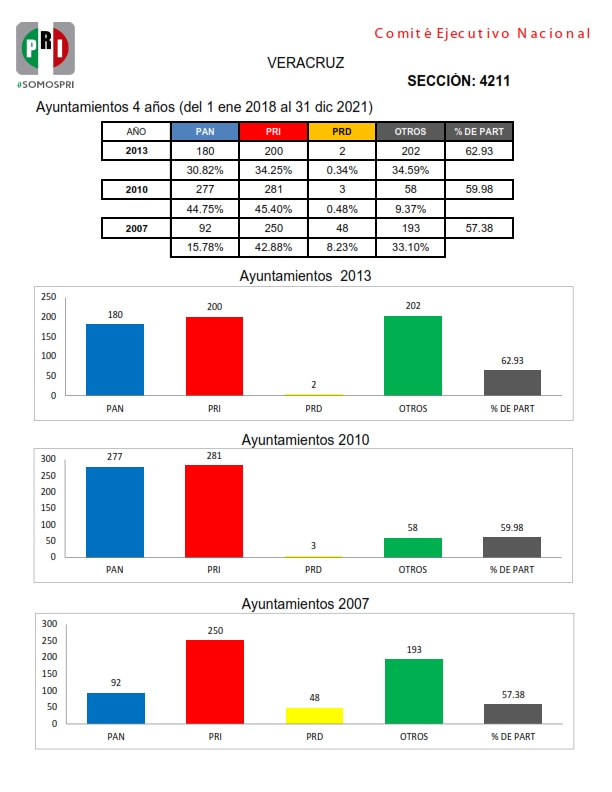 Comité Ejecutivo Nacional
PRI
#SOMOSPRI
VERACRUZ
SECCIÓN: 4211
Ayuntamientos 4 años (del 1 ene 2018 al 31 dic 2021)
AÑO PAN PRI PRD OTROS % DE PART
2013 180 200 2 202 62.93
30.82% 34.25% 0.34% 34.59%
2010 277 281 3 58 59.98
44.75% 45.40% 0.48% 9.37%
2007 92 250 48 193 57.38
15.78% 42.88% 8.23% 33.10%
Ayuntamientos 2013
250
200
150
100
50
0
180 200 2 202 62.93
PAN PRI PRD OTROS % DE PART
Ayuntamientos 2010
300
250
200
150
100
50
0
277 281 3 58 59.98
PAN PRI PRD OTROS % DE PART
Ayuntamientos 2007
300
250
200
150
100
50
0
92 250 48 193 57.38
PAN PRI PRD OTROS % DE PART